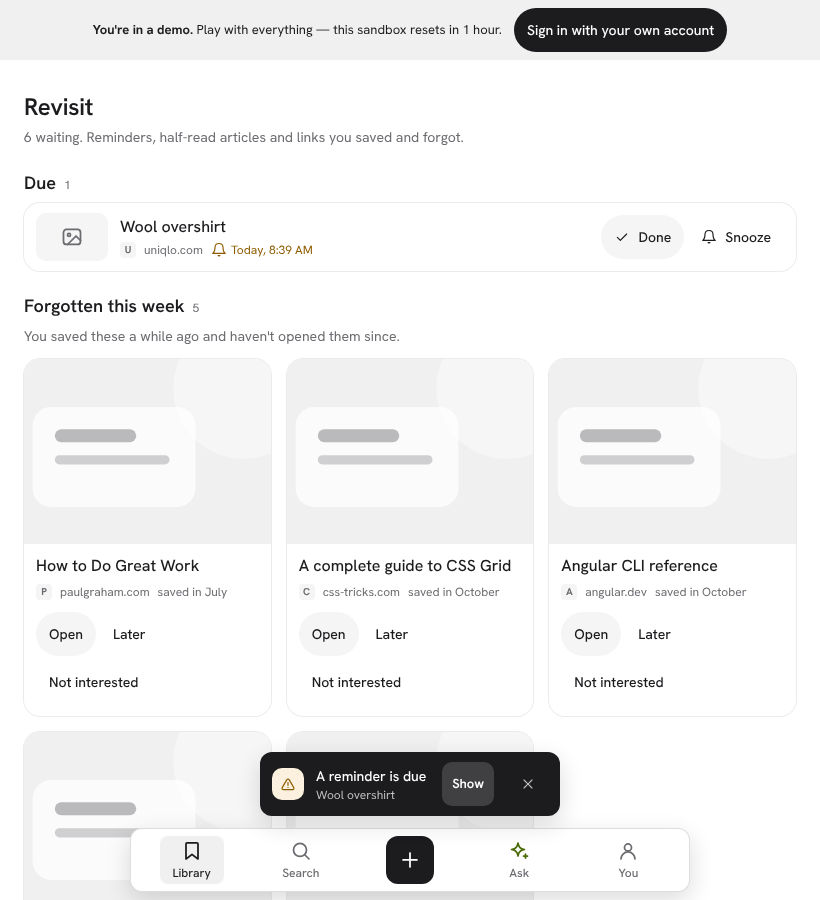 You're in a demo. Play with everything — this sandbox resets in 1 hour.
Sign in with your own account
Revisit
6 waiting. Reminders, half-read articles and links you saved and forgot.
Due 1
Wool overshirt
U uniqlo.com Today, 8:39 AM
Done
Snooze
Forgotten this week 5
You saved these a while ago and haven't opened them since.
How to Do Great Work
P paulgraham.com saved in July
Open Later
Not interested
A complete guide to CSS Grid
C css-tricks.com saved in October
Open Later
Not interested
Angular CLI reference
A angular.dev saved in October
Open Later
Not interested
A reminder is due
Wool overshirt
Show
Library
Search
Ask
You